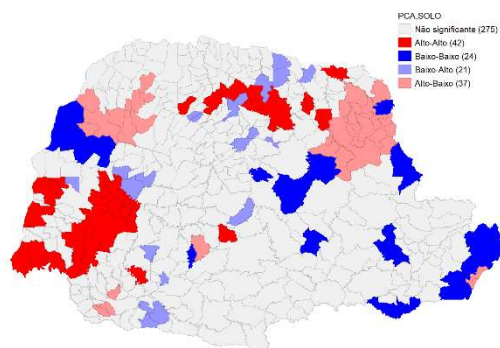 PCA,SOLO
Não significante (275)
Alto-Alto (42)
Baixo-Baixo (24)
Baixo-Alto (21)
Alto-Baixo (37)